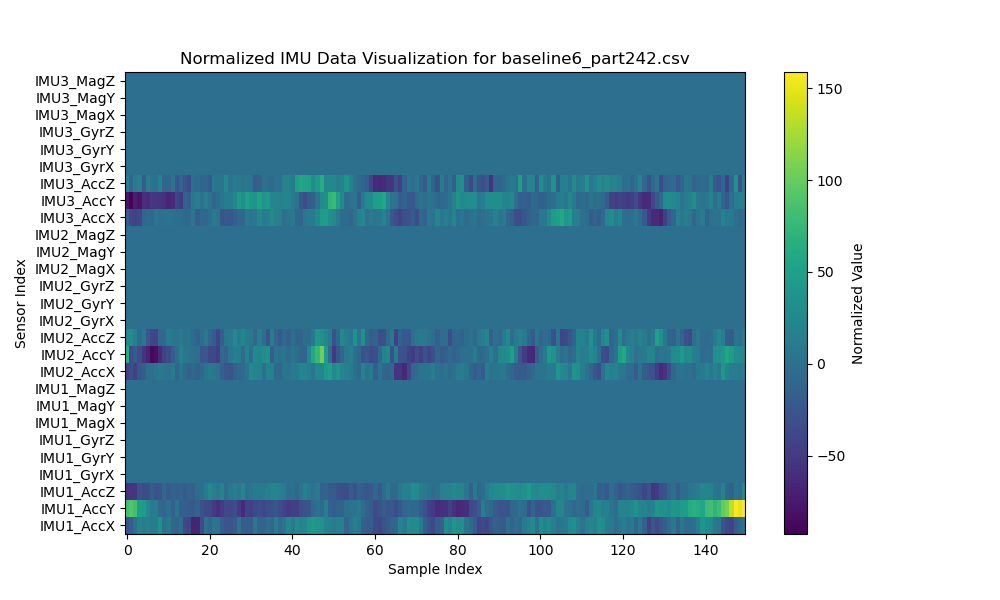 Normalized IMU Data Visualization for baseline6_part242.csv
IMU3_MagZ
IMU3_MagY
IMU3_MagX
IMU3_GyrZ
IMU3_GyrY
IMU3_GyrX
IMU3_AccZ
IMU3_AccY
IMU3_AccX
IMU2_MagZ
IMU2_MagY
IMU2_MagX
IMU2_GyrZ
IMU2_GyrY
IMU2_GyrX
IMU2_AccZ
IMU2_AccY
IMU2_AccX
IMU1_MagZ
IMU1_MagY
IMU1_MagX
IMU1_GyrZ
IMU1_GyrY
IMU1_GyrX
IMU1_AccZ
IMU1_AccY
IMU1_AccX
Sensor Index
0 20 40 60 80 100 120 140
Sample Index
150
100
50
0
−50
Normalized Value